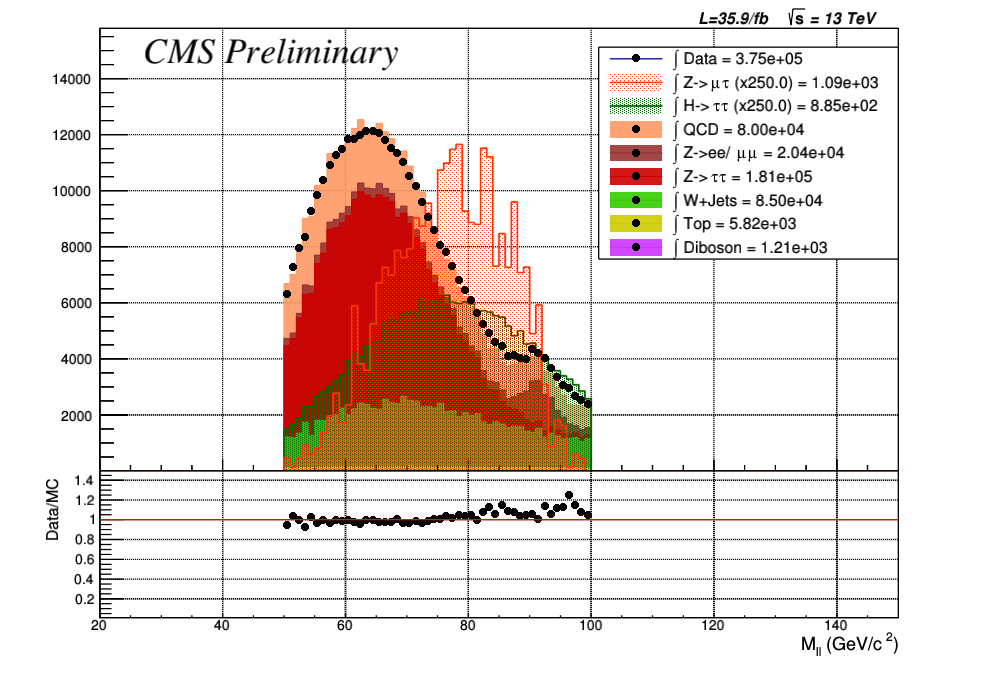 L=35.9/fb √s = 13 TeV
CMS Preliminary
∫ Data = 3.75e+05
∫ Z->μτ (x250.0) = 1.09e+03
∫ H->ττ (x250.0) = 8.85e+02
∫ QCD = 8.00e+04
∫ Z->ee/ μμ = 2.04e+04
∫ Z->ττ = 1.81e+05
∫ W+Jets = 8.50e+04
∫ Top = 5.82e+03
∫ Diboson = 1.21e+03
14000
12000
10000
8000
6000
4000
2000
Data/MC
1.4
1.2
1
0.8
0.6
0.4
0.2
20 40 60 80 100 120 140
M_ll (GeV/c²)